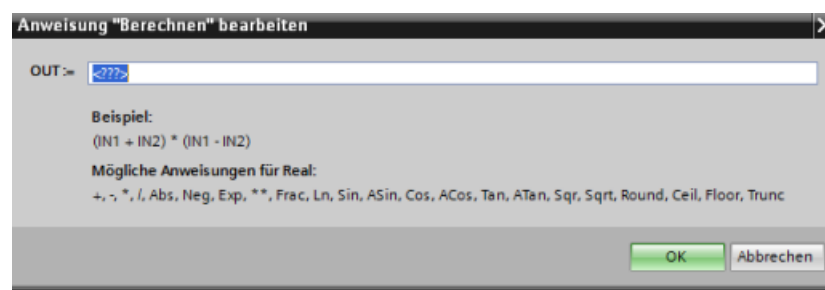 Anweisung "Berechnen" bearbeiten
OUT := <???>
Beispiel:
(IN1 + IN2) * (IN1 - IN2)
Mögliche Anweisungen für Real:
+, -, *, /, Abs, Neg, Exp, **, Frac, Ln, Sin, ASin, Cos, ACos, Tan, ATan, Sqr, Sqrt, Round, Ceil, Floor, Trunc
OK Abbrechen